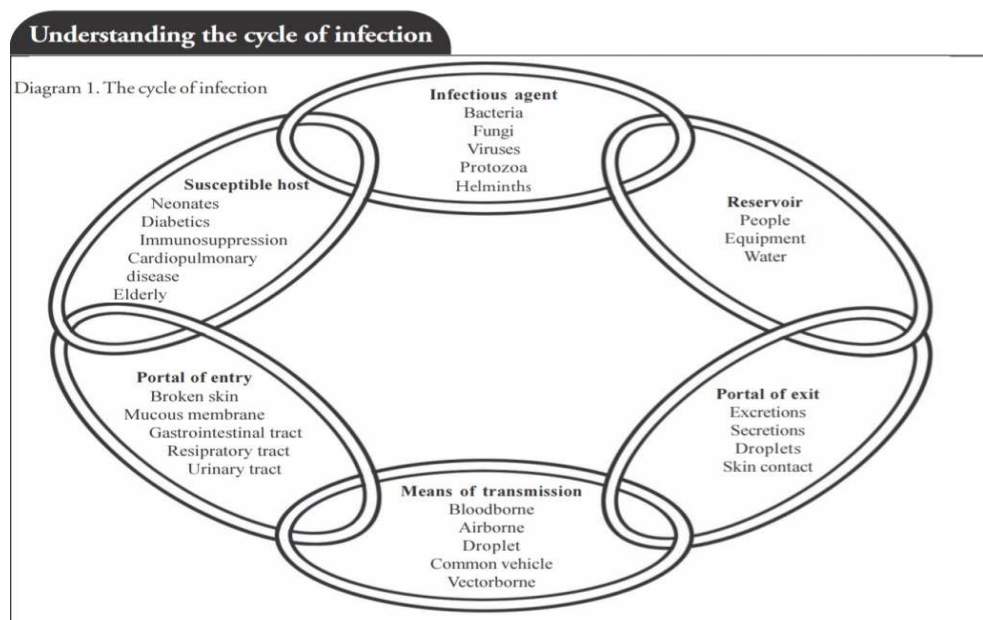 Understanding the cycle of infection
Diagram 1. The cycle of infection
Infectious agent
Bacteria
Fungi
Viruses
Protozoa
Helminths
Reservoir
People
Equipment
Water
Portal of exit
Excretions
Secretions
Droplets
Skin contact
Means of transmission
Bloodborne
Airborne
Droplet
Common vehicle
Vectorborne
Portal of entry
Broken skin
Mucous membrane
Gastrointestinal tract
Resipratory tract
Urinary tract
Susceptible host
Neonates
Diabetics
Immunosuppression
Cardiopulmonary
disease
Elderly